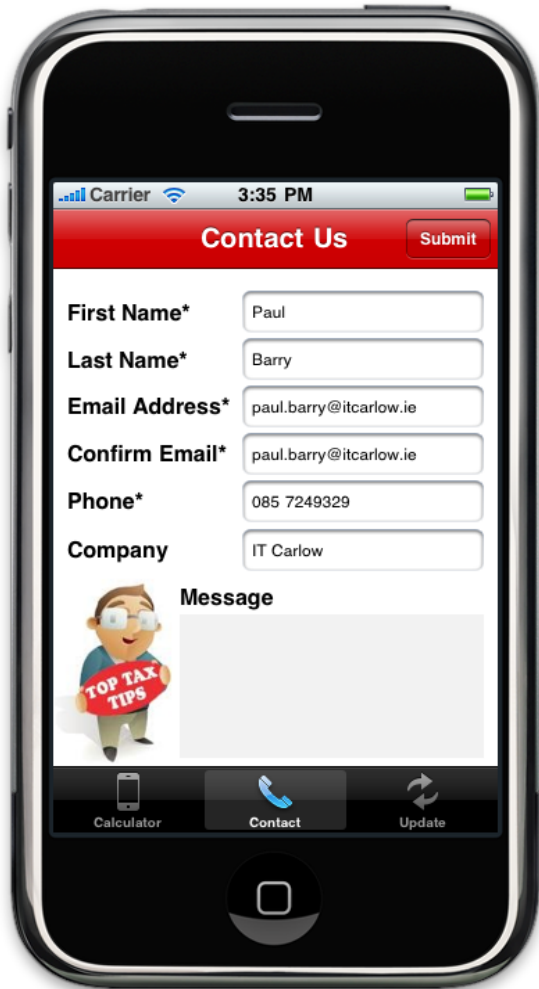 Carrier 3:35 PM
Contact Us Submit
First Name* Paul
Last Name* Barry
Email Address* paul.barry@itcarlow.ie
Confirm Email* paul.barry@itcarlow.ie
Phone* 085 7249329
Company IT Carlow
Message
TOP TAX
TIPS
Calculator Contact Update